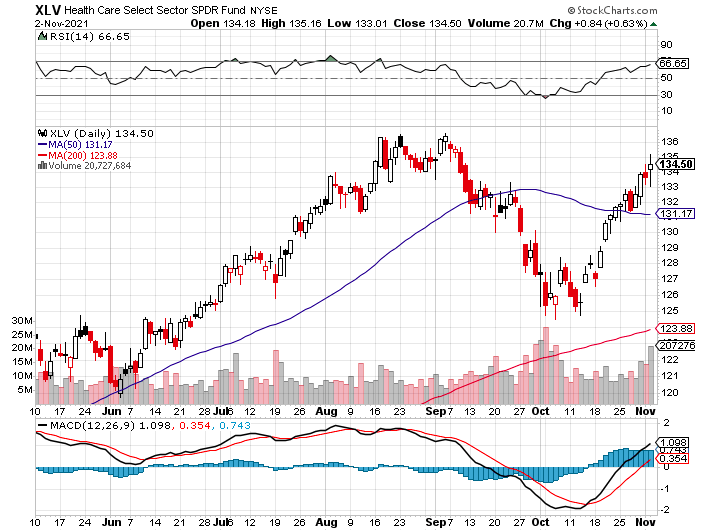 XLV Health Care Select Sector SPDR Fund NYSE © StockCharts.com
2-Nov-2021 Open 134.18 High 135.16 Low 133.01 Close 134.50 Volume 20.7M Chg +0.84 (+0.63%)
RSI(14) 66.65
90
70
66.65
50
30
10
XLV (Daily) 134.50
MA(50) 131.17
MA(200) 123.88
Volume 20,727,684
136
135
134.50
134
133
132
131.17
130
129
128
127
126
125
123.88
122
121
120
30M
25M
20M
15M
10M
5M
10 17 24 Jun 7 14 21 28 Jul 6 12 19 26 Aug 9 16 23 Sep 7 13 20 27 Oct 11 18 25 Nov
MACD(12,26,9) 1.098, 0.354, 0.743
2
1.098
0.743
0.354
0
-1
-2
10 17 24 Jun 7 14 21 28 Jul 6 12 19 26 Aug 9 16 23 Sep 7 13 20 27 Oct 11 18 25 Nov